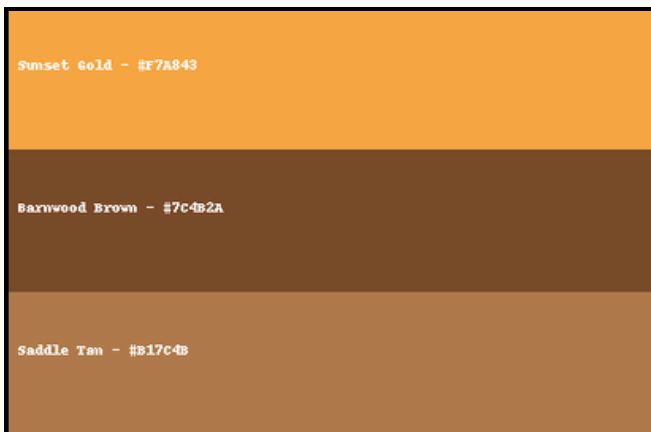 Sunset Gold - #F7A843
Barnwood Brown - #7C4B2A
Saddle Tan - #B17C4B